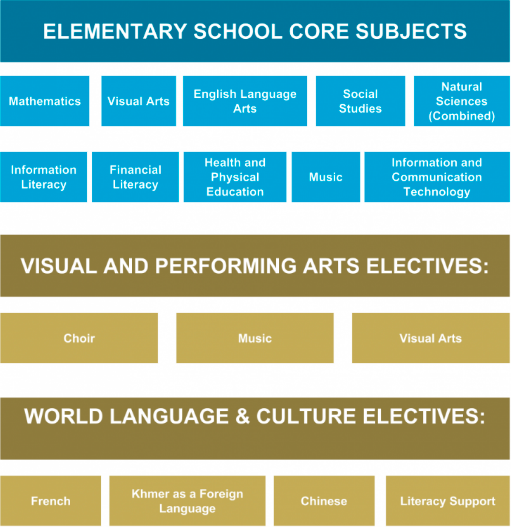 ELEMENTARY SCHOOL CORE SUBJECTS
Mathematics
Visual Arts
English Language
Arts
Social
Studies
Natural
Sciences
(Combined)
Information
Literacy
Financial
Literacy
Health and
Physical
Education
Music
Information and
Communication
Technology
VISUAL AND PERFORMING ARTS ELECTIVES:
Choir
Music
Visual Arts
WORLD LANGUAGE & CULTURE ELECTIVES:
French
Khmer as a Foreign
Language
Chinese
Literacy Support